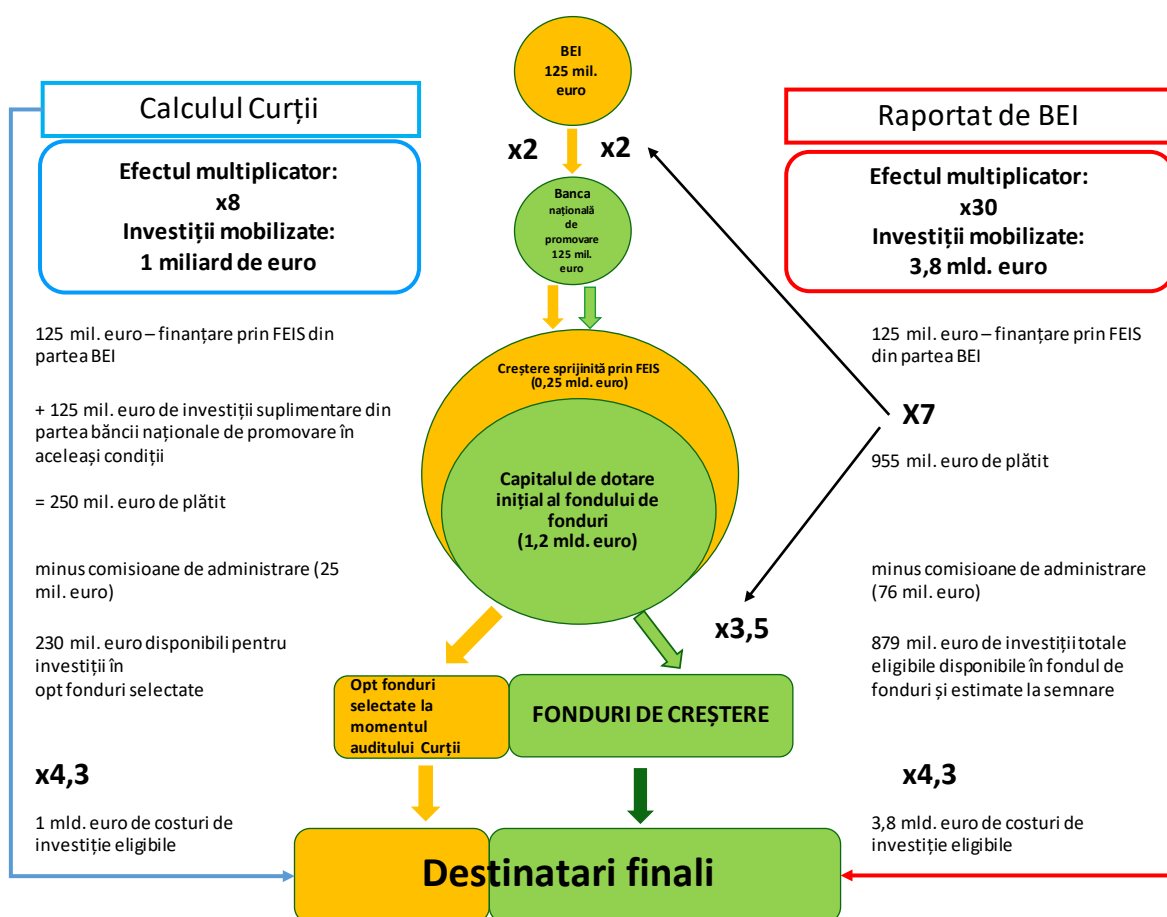 BEI
125 mil.
euro
Calculul Curții
Raportat de BEI
x2
x2
Efectul multiplicator:
x8
Investiții mobilizate:
1 miliard de euro
Banca
națională
de
promovare
125 mil.
euro
Efectul multiplicator:
x30
Investiții mobilizate:
3,8 mld. euro
125 mil. euro – finanțare prin FEIS din
partea BEI
+ 125 mil. euro de investiții suplimentare din
partea băncii naționale de promovare în
aceleași condiții
= 250 mil. euro de plătit
minus comisioane de administrare (25
mil. euro)
230 mil. euro disponibili pentru
investiții în
opt fonduri selectate
x4,3
1 mld. euro de costuri de
investiție eligibile
Creștere sprijinită prin FEIS
(0,25 mld. euro)
Capitalul de dotare
inițial al fondului de
fonduri
(1,2 mld. euro)
x3,5
Opt fonduri
selectate la
momentul
auditului Curții
FONDURI DE CREȘTERE
Destinatari finali
125 mil. euro – finanțare prin FEIS
din partea BEI
X7
955 mil. euro de plătit
minus comisioane de administrare
(76 mil. euro)
879 mil. euro de investiții totale
eligibile disponibile în fondul de
fonduri și estimate la semnare
x4,3
3,8 mld. euro de costuri de
investiție eligibile